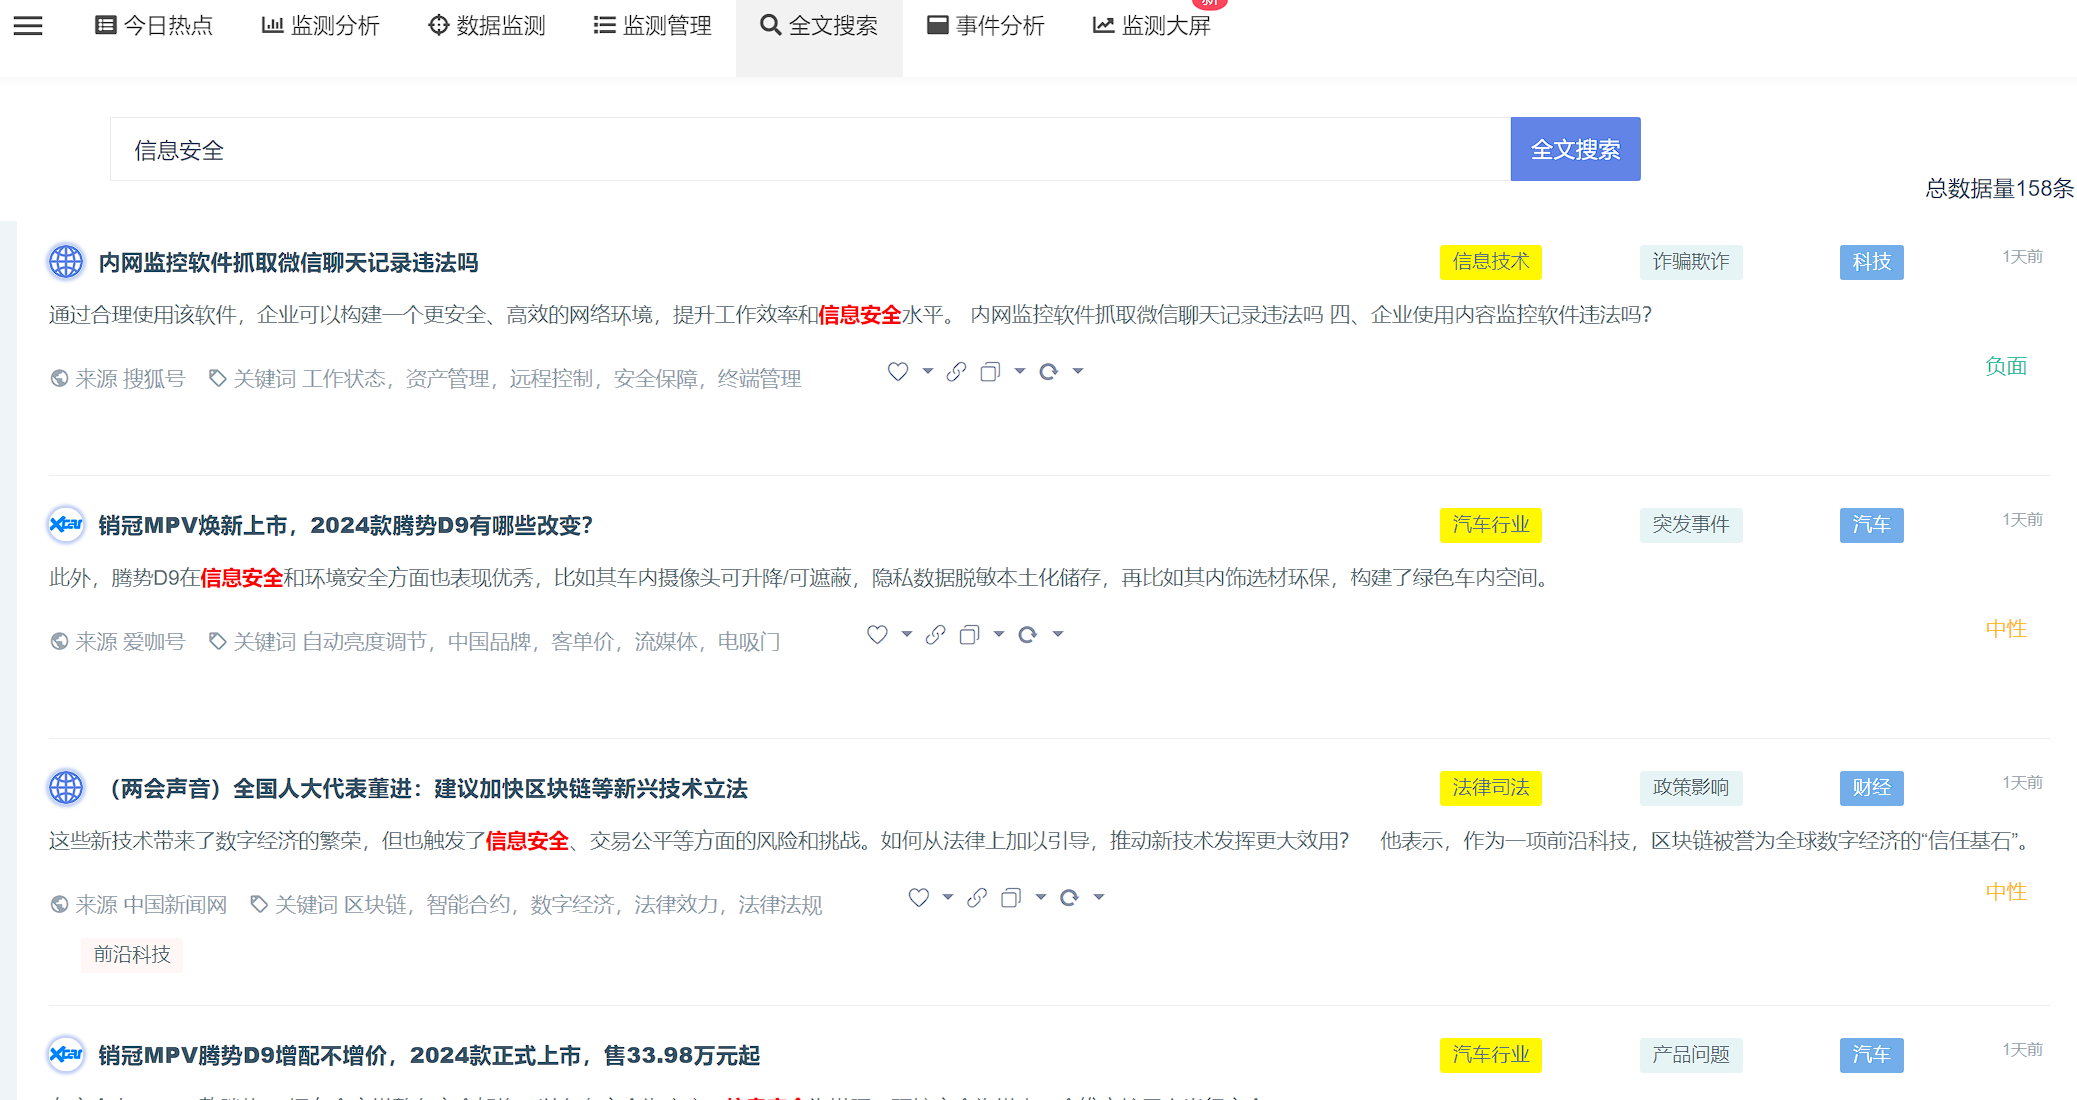 今日热点 监测分析 数据监测 监测管理 全文搜索 事件分析 监测大屏 新
信息安全 全文搜索
总数据量158条
内网监控软件抓取微信聊天记录违法吗 信息技术 诈骗欺诈 科技 1天前
通过合理使用该软件，企业可以构建一个更安全、高效的网络环境，提升工作效率和信息安全水平。 内网监控软件抓取微信聊天记录违法吗 四、企业使用内容监控软件违法吗？
来源 搜狐号 关键词 工作状态，资产管理，远程控制，安全保障，终端管理 负面
Xcar 销冠MPV焕新上市，2024款腾势D9有哪些改变？ 汽车行业 突发事件 汽车 1天前
此外，腾势D9在信息安全和环境安全方面也表现优秀，比如其车内摄像头可升降/可遮蔽，隐私数据脱敏本土化储存，再比如其内饰选材环保，构建了绿色车内空间。
来源 爱咖号 关键词 自动亮度调节，中国品牌，客单价，流媒体，电吸门 中性
（两会声音）全国人大代表董进：建议加快区块链等新兴技术立法 法律司法 政策影响 财经 1天前
这些新技术带来了数字经济的繁荣，但也触发了信息安全、交易公平等方面的风险和挑战。如何从法律上加以引导，推动新技术发挥更大效用？ 他表示，作为一项前沿科技，区块链被誉为全球数字经济的“信任基石”。
来源 中国新闻网 关键词 区块链，智能合约，数字经济，法律效力，法律法规 中性
前沿科技
Xcar 销冠MPV腾势D9增配不增价，2024款正式上市，售33.98万元起 汽车行业 产品问题 汽车 1天前